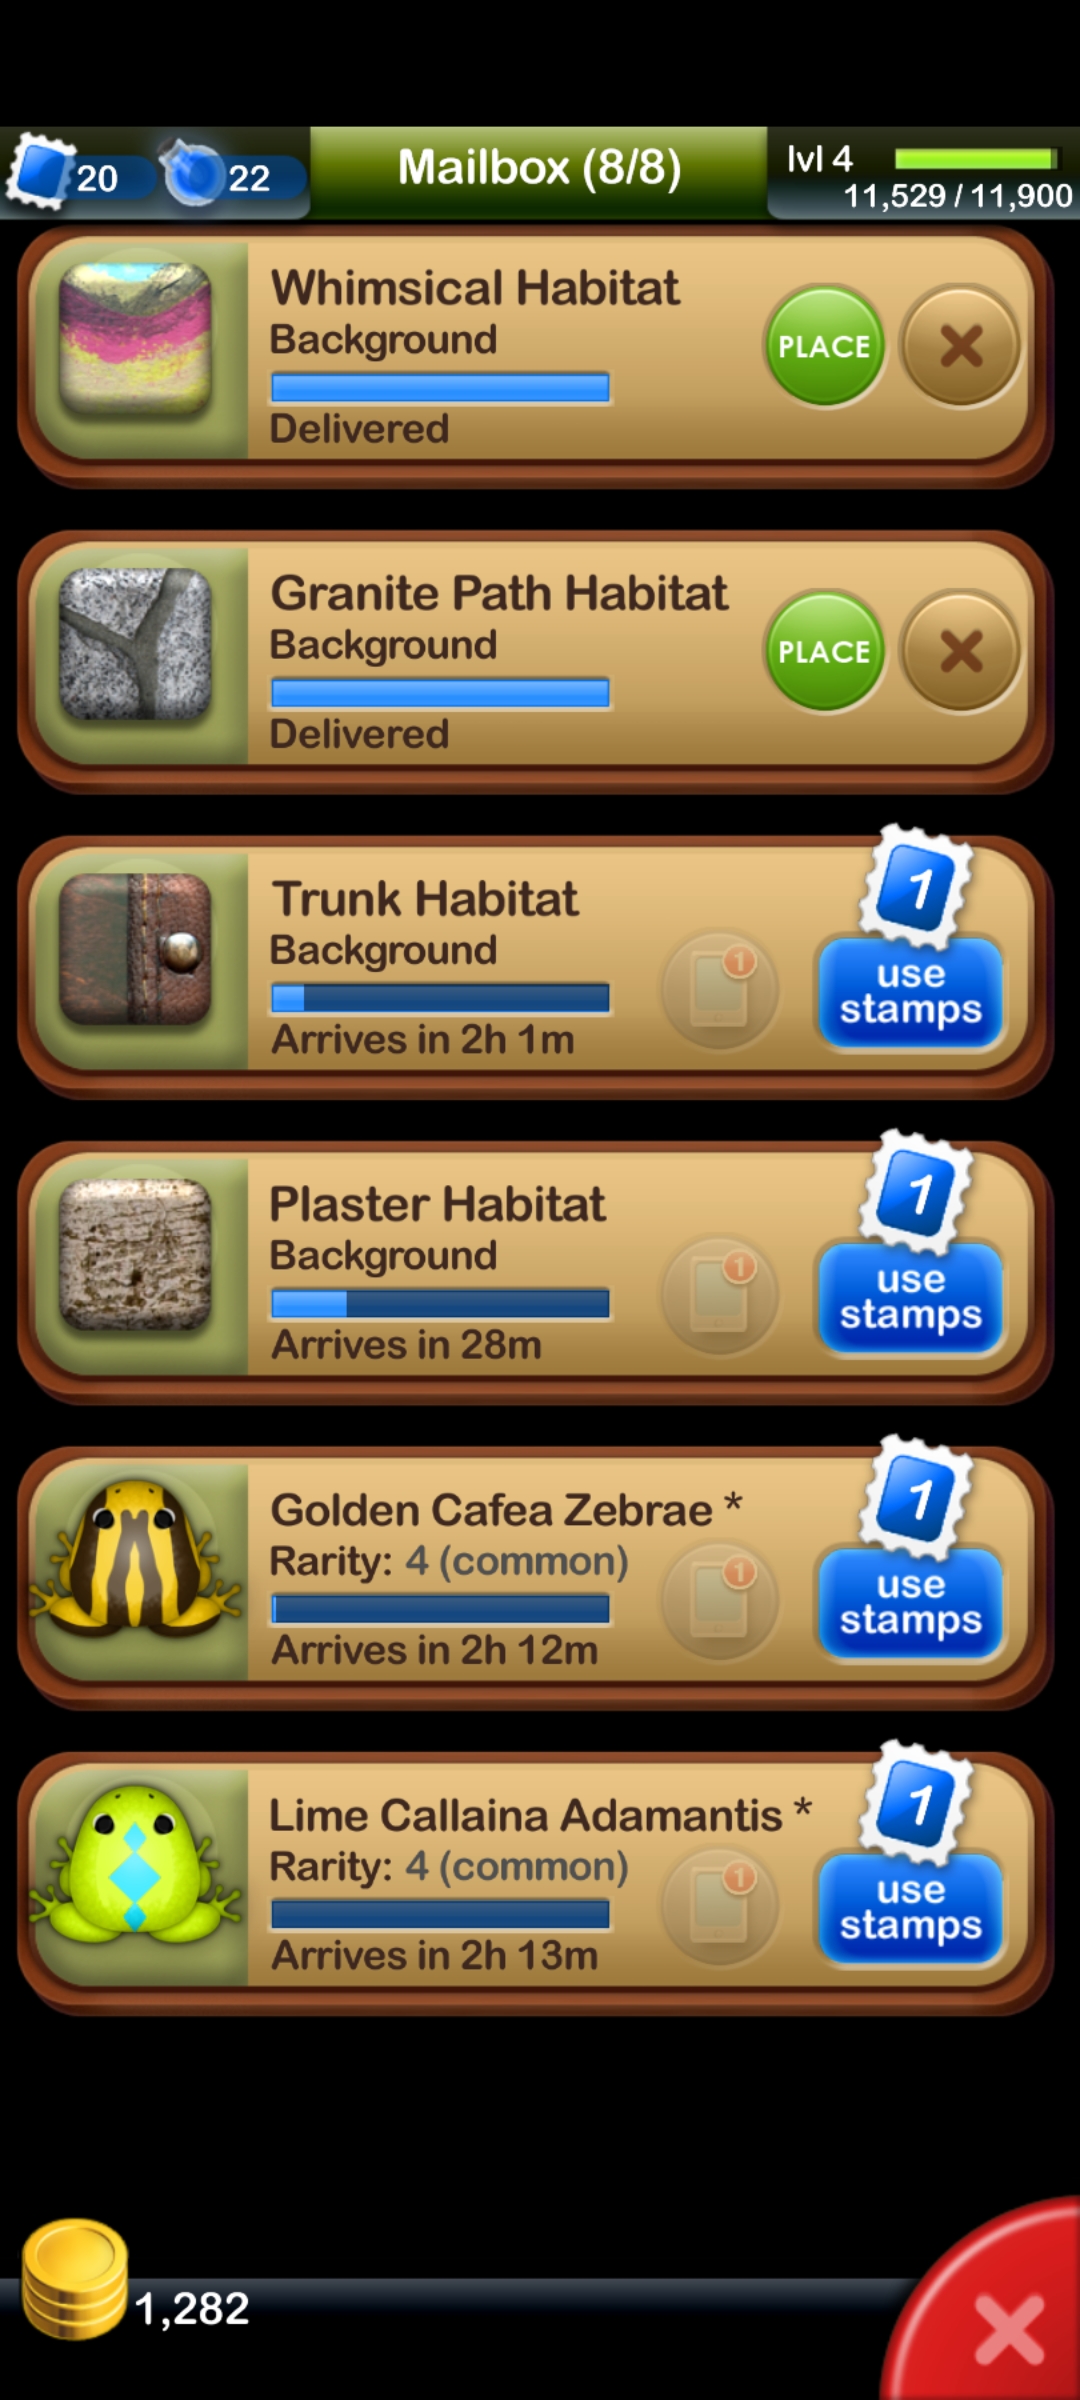 20
22
Mailbox (8/8)
lvl 4
11,529 / 11,900
Whimsical Habitat
Background
Delivered
PLACE
Granite Path Habitat
Background
Delivered
PLACE
Trunk Habitat
Background
Arrives in 2h 1m
1
1
use
stamps
Plaster Habitat
Background
Arrives in 28m
1
1
use
stamps
Golden Cafea Zebrae *
Rarity: 4 (common)
Arrives in 2h 12m
1
1
use
stamps
Lime Callaina Adamantis *
Rarity: 4 (common)
Arrives in 2h 13m
1
1
use
stamps
1,282